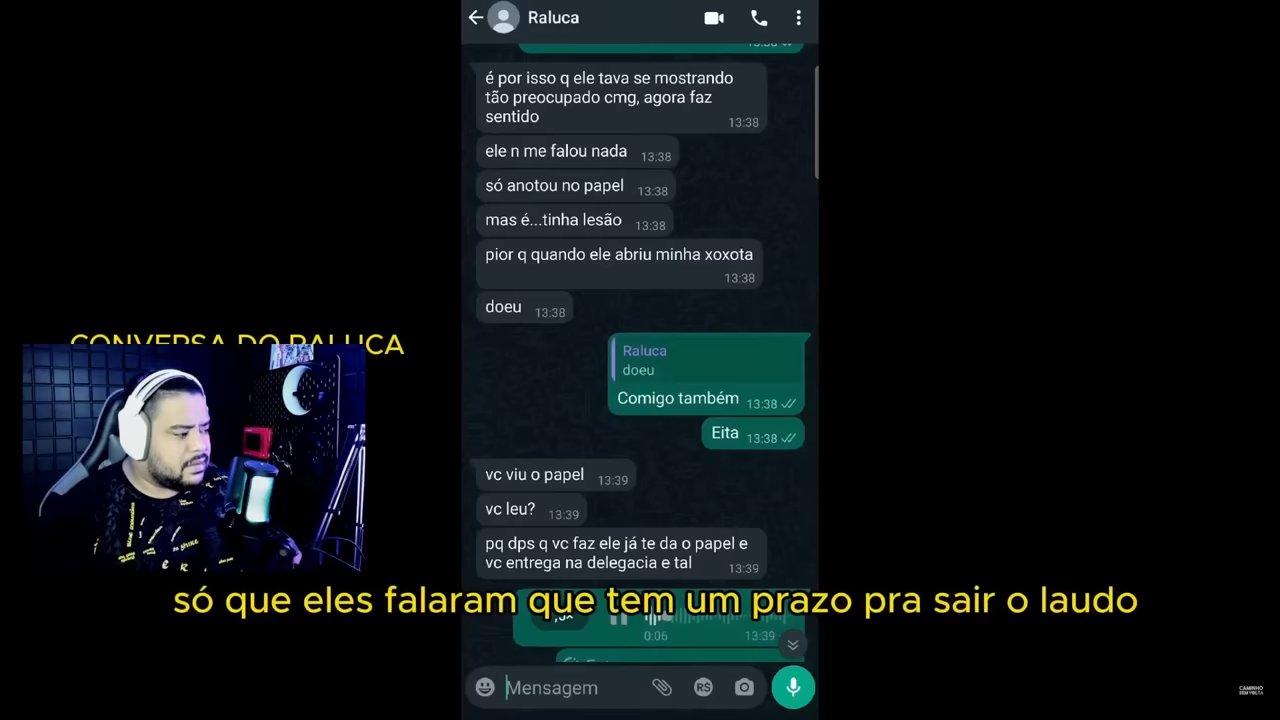 Raluca
13:38
é por isso q ele tava se mostrando
tão preocupado cmg, agora faz
sentido
13:38
ele n me falou nada 13:38
só anotou no papel 13:38
mas é...tinha lesão 13:38
pior q quando ele abriu minha xoxota
13:38
doeu 13:38
CONVERSA DO RALUCA
Raluca
doeu
Comigo também 13:38
Eita 13:38
vc viu o papel 13:39
vc leu? 13:39
pq dps q vc faz ele já te da o papel e
vc entrega na delegacia e tal 13:39
só que eles falaram que tem um prazo pra sair o laudo
0:06 13:39
Mensagem
R$
CAMINHO
SEM VOLTA